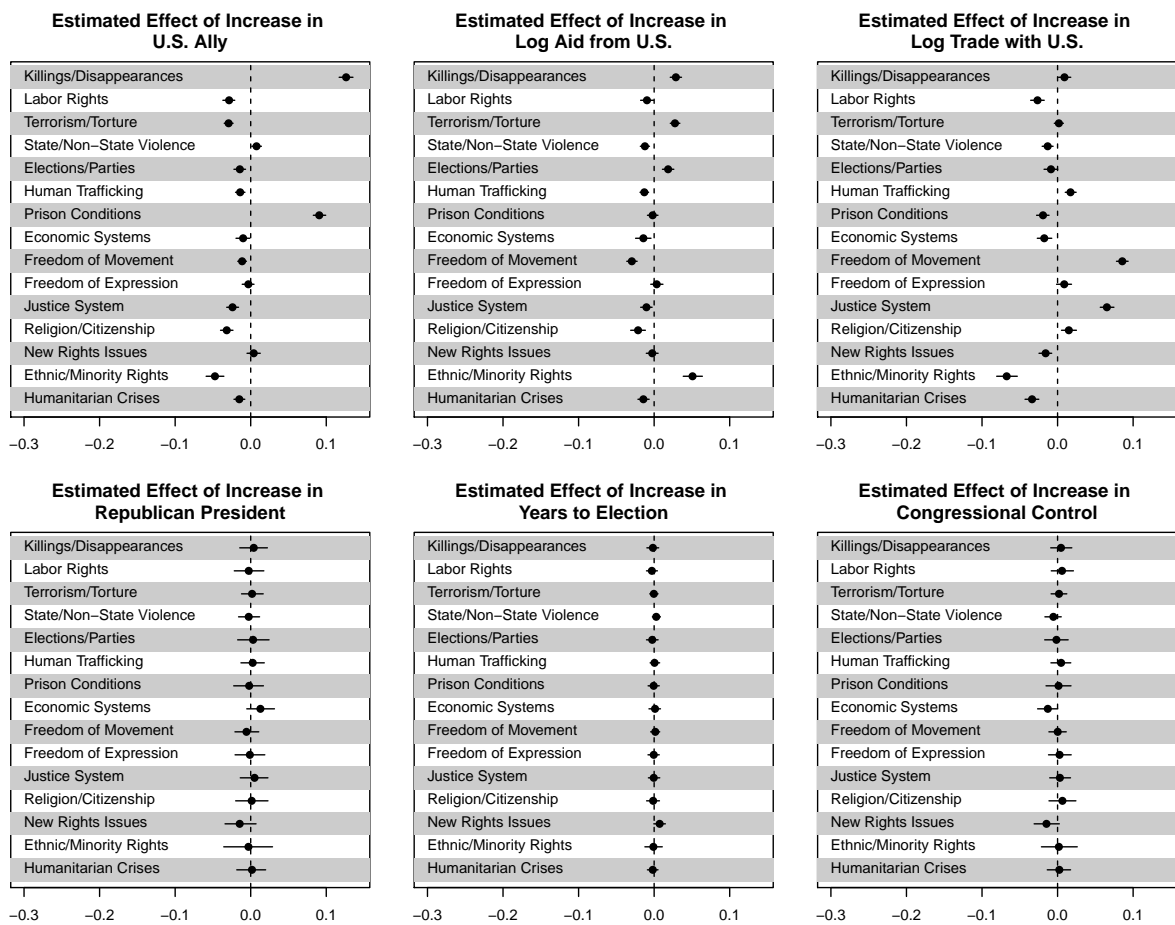 Estimated Effect of Increase in
U.S. Ally
Killings/Disappearances
Labor Rights
Terrorism/Torture
State/Non−State Violence
Elections/Parties
Human Trafficking
Prison Conditions
Economic Systems
Freedom of Movement
Freedom of Expression
Justice System
Religion/Citizenship
New Rights Issues
Ethnic/Minority Rights
Humanitarian Crises
−0.3 −0.2 −0.1 0.0 0.1
Estimated Effect of Increase in
Log Aid from U.S.
Killings/Disappearances
Labor Rights
Terrorism/Torture
State/Non−State Violence
Elections/Parties
Human Trafficking
Prison Conditions
Economic Systems
Freedom of Movement
Freedom of Expression
Justice System
Religion/Citizenship
New Rights Issues
Ethnic/Minority Rights
Humanitarian Crises
−0.3 −0.2 −0.1 0.0 0.1
Estimated Effect of Increase in
Log Trade with U.S.
Killings/Disappearances
Labor Rights
Terrorism/Torture
State/Non−State Violence
Elections/Parties
Human Trafficking
Prison Conditions
Economic Systems
Freedom of Movement
Freedom of Expression
Justice System
Religion/Citizenship
New Rights Issues
Ethnic/Minority Rights
Humanitarian Crises
−0.3 −0.2 −0.1 0.0 0.1
Estimated Effect of Increase in
Republican President
Killings/Disappearances
Labor Rights
Terrorism/Torture
State/Non−State Violence
Elections/Parties
Human Trafficking
Prison Conditions
Economic Systems
Freedom of Movement
Freedom of Expression
Justice System
Religion/Citizenship
New Rights Issues
Ethnic/Minority Rights
Humanitarian Crises
−0.3 −0.2 −0.1 0.0 0.1
Estimated Effect of Increase in
Years to Election
Killings/Disappearances
Labor Rights
Terrorism/Torture
State/Non−State Violence
Elections/Parties
Human Trafficking
Prison Conditions
Economic Systems
Freedom of Movement
Freedom of Expression
Justice System
Religion/Citizenship
New Rights Issues
Ethnic/Minority Rights
Humanitarian Crises
−0.3 −0.2 −0.1 0.0 0.1
Estimated Effect of Increase in
Congressional Control
Killings/Disappearances
Labor Rights
Terrorism/Torture
State/Non−State Violence
Elections/Parties
Human Trafficking
Prison Conditions
Economic Systems
Freedom of Movement
Freedom of Expression
Justice System
Religion/Citizenship
New Rights Issues
Ethnic/Minority Rights
Humanitarian Crises
−0.3 −0.2 −0.1 0.0 0.1